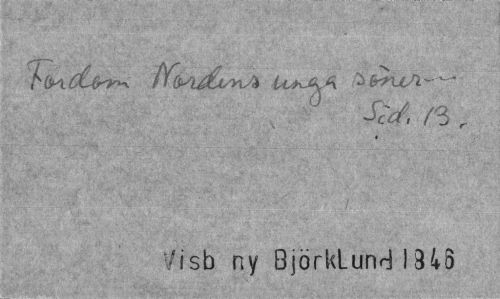 Fordom Nordens unga söner—
Sid. 13.
Visb ny BjörkLund 1846